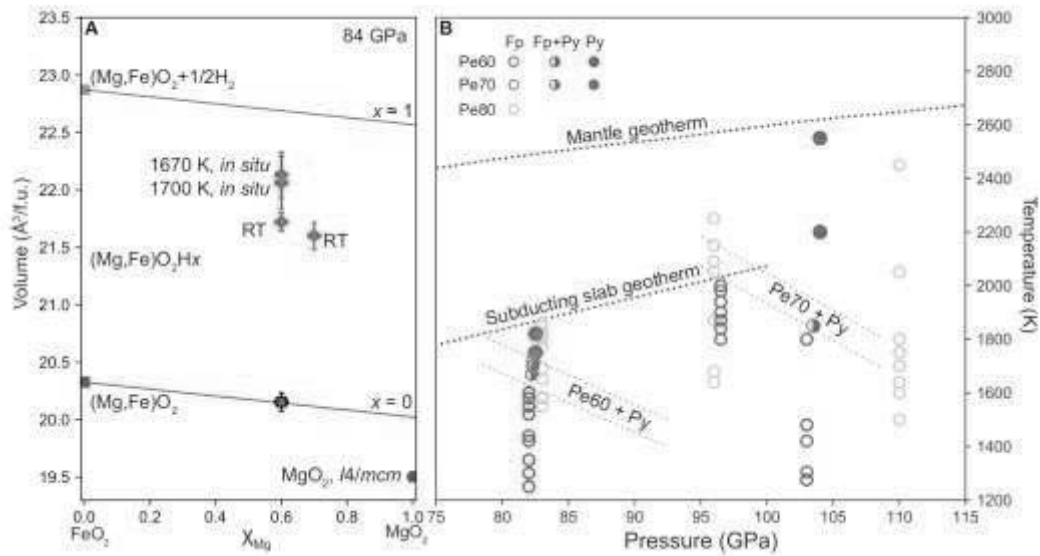 A
84 GPa
23.5
23.0
22.5
22.0
21.5
21.0
20.5
20.0
19.5
Volume (Å³/f.u.)
(Mg,Fe)O₂+1/2H₂
x = 1
1670 K, in situ
1700 K, in situ
RT
RT
(Mg,Fe)O₂Hx
(Mg,Fe)O₂
x = 0
MgO₂, I4/mcm
0.0 0.2 0.4 0.6 0.8 1.0
FeO₂ XMg MgO₂
B
Fp Fp+Py Py
Pe60
Pe70
Pe80
Mantle geotherm
Subducting slab geotherm
Pe70 + Py
Pe60 + Py
3000
2800
2600
2400
2200
2000
1800
1600
1400
1200
Temperature (K)
75 80 85 90 95 100 105 110 115
Pressure (GPa)